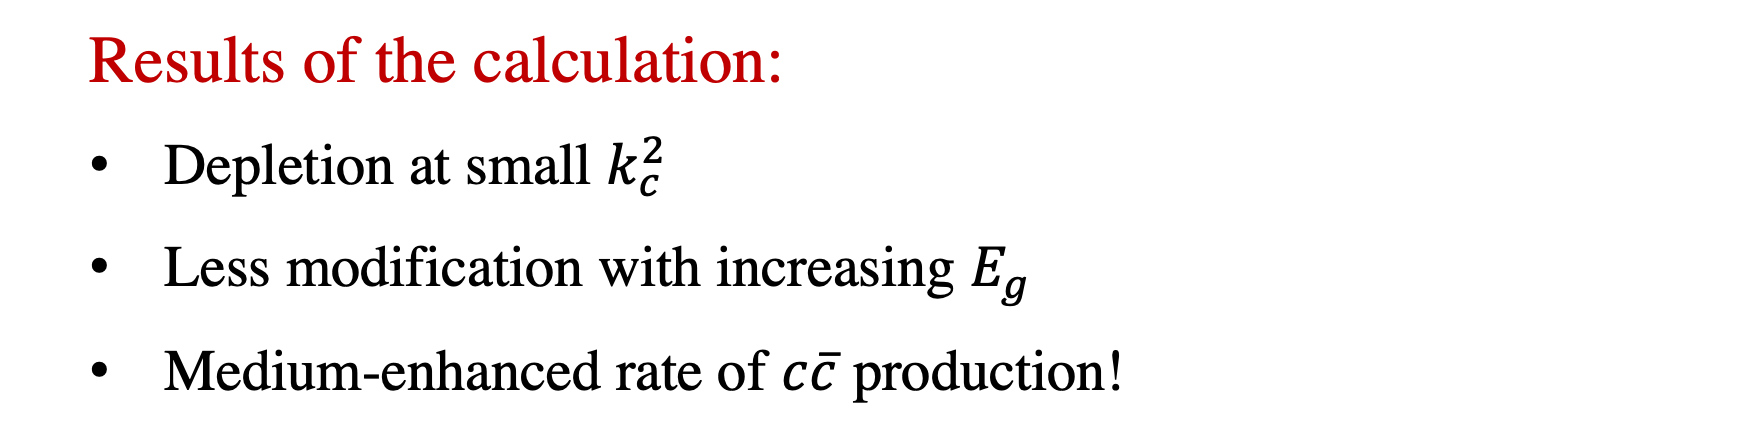 Results of the calculation:
• Depletion at small $k_c^2$
• Less modification with increasing $E_g$
• Medium-enhanced rate of $c\bar{c}$ production!